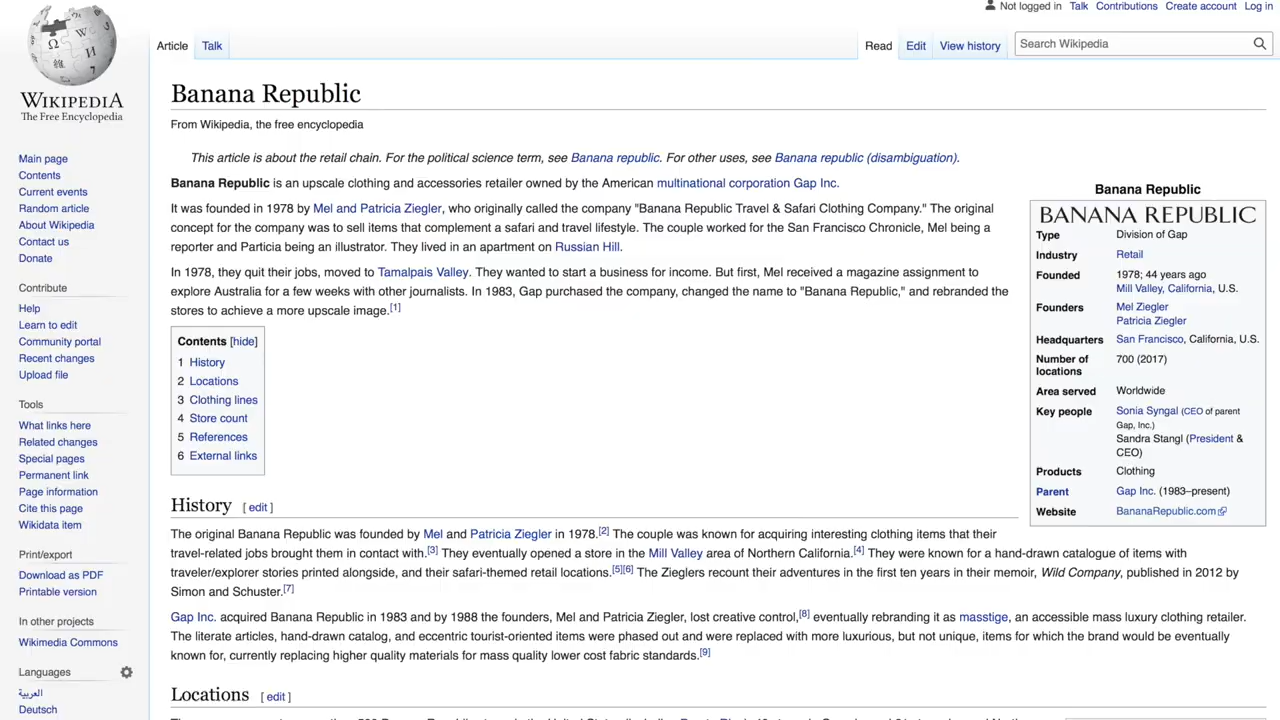 Not logged in Talk Contributions Create account Log in
Article Talk Read Edit View history Search Wikipedia
WIKIPEDIA
The Free Encyclopedia
Main page
Contents
Current events
Random article
About Wikipedia
Contact us
Donate
Contribute
Help
Learn to edit
Community portal
Recent changes
Upload file
Tools
What links here
Related changes
Special pages
Permanent link
Page information
Cite this page
Wikidata item
Print/export
Download as PDF
Printable version
In other projects
Wikimedia Commons
Languages
العربية
Deutsch
Banana Republic
From Wikipedia, the free encyclopedia
This article is about the retail chain. For the political science term, see Banana republic. For other uses, see Banana republic (disambiguation).
Banana Republic is an upscale clothing and accessories retailer owned by the American multinational corporation Gap Inc.
It was founded in 1978 by Mel and Patricia Ziegler, who originally called the company "Banana Republic Travel & Safari Clothing Company." The original
concept for the company was to sell items that complement a safari and travel lifestyle. The couple worked for the San Francisco Chronicle, Mel being a
reporter and Particia being an illustrator. They lived in an apartment on Russian Hill.
In 1978, they quit their jobs, moved to Tamalpais Valley. They wanted to start a business for income. But first, Mel received a magazine assignment to
explore Australia for a few weeks with other journalists. In 1983, Gap purchased the company, changed the name to "Banana Republic," and rebranded the
stores to achieve a more upscale image.[1]
Contents [hide]
1 History
2 Locations
3 Clothing lines
4 Store count
5 References
6 External links
Banana Republic
BANANA REPUBLIC
Type Division of Gap
Industry Retail
Founded 1978; 44 years ago
Mill Valley, California, U.S.
Founders Mel Ziegler
Patricia Ziegler
Headquarters San Francisco, California, U.S.
Number of 700 (2017)
locations
Area served Worldwide
Key people Sonia Syngal (CEO of parent
Gap, Inc.)
Sandra Stangl (President &
CEO)
Products Clothing
Parent Gap Inc. (1983–present)
Website BananaRepublic.com
History [ edit ]
The original Banana Republic was founded by Mel and Patricia Ziegler in 1978.[2] The couple was known for acquiring interesting clothing items that their
travel-related jobs brought them in contact with.[3] They eventually opened a store in the Mill Valley area of Northern California.[4] They were known for a hand-drawn catalogue of items with
traveler/explorer stories printed alongside, and their safari-themed retail locations.[5][6] The Zieglers recount their adventures in the first ten years in their memoir, Wild Company, published in 2012 by
Simon and Schuster.[7]
Gap Inc. acquired Banana Republic in 1983 and by 1988 the founders, Mel and Patricia Ziegler, lost creative control,[8] eventually rebranding it as masstige, an accessible mass luxury clothing retailer.
The literate articles, hand-drawn catalog, and eccentric tourist-oriented items were phased out and were replaced with more luxurious, but not unique, items for which the brand would be eventually
known for, currently replacing higher quality materials for mass quality lower cost fabric standards.[9]
Locations [ edit ]